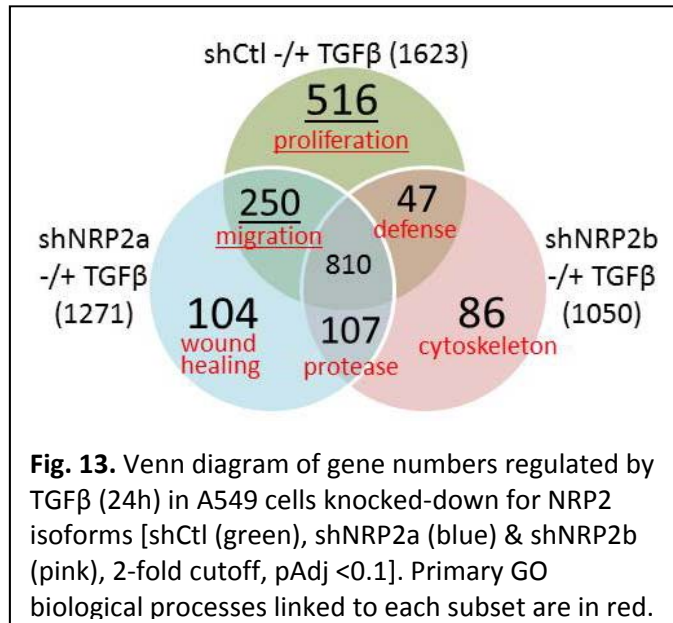 shCtl -/+ TGFβ (1623)
516
proliferation
250
migration
47
defense
810
shNRP2a
-/+ TGFβ
(1271)
shNRP2b
-/+ TGFβ
(1050)
104
wound
healing
107
protease
86
cytoskeleton
Fig. 13. Venn diagram of gene numbers regulated by
TGFβ (24h) in A549 cells knocked-down for NRP2
isoforms [shCtl (green), shNRP2a (blue) & shNRP2b
(pink), 2-fold cutoff, pAdj <0.1]. Primary GO
biological processes linked to each subset are in red.